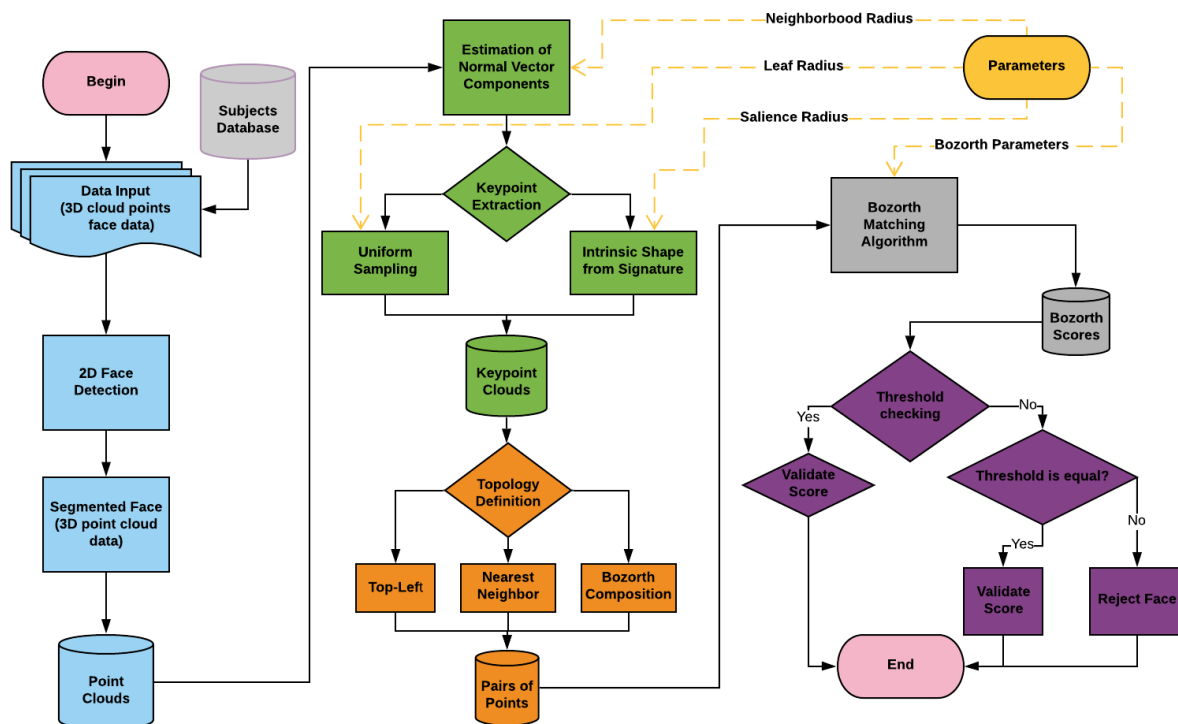 Begin
Subjects
Database
Data Input
(3D cloud points
face data)
2D Face
Detection
Segmented Face
(3D point cloud
data)
Point
Clouds
Estimation of
Normal Vector
Components
Keypoint
Extraction
Uniform
Sampling
Intrinsic Shape
from Signature
Keypoint
Clouds
Topology
Definition
Top-Left
Nearest
Neighbor
Bozorth
Composition
Pairs of
Points
Neighborbood Radius
Leaf Radius
Salience Radius
Bozorth Parameters
Parameters
Bozorth
Matching
Algorithm
Bozorth
Scores
Threshold
checking
Yes
No
Validate
Score
Threshold is equal?
Yes
No
Validate
Score
Reject Face
End